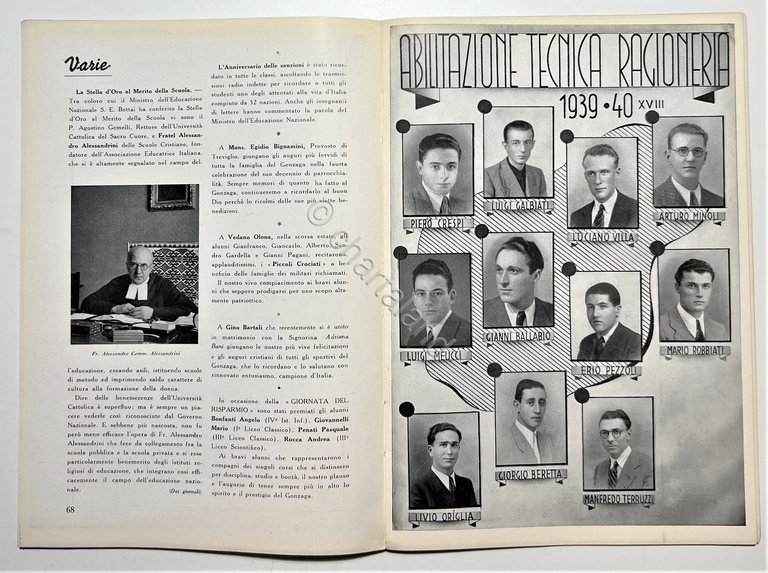 Varie
La Stella d'Oro al Merito della Scuola. —
Tra coloro cui il Ministro dell'Educazione
Nazionale S. E. Bottai ha conferito la Stella
d'Oro al Merito della Scuola vi sono il
P. Agostino Gemelli, Rettore dell'Università
Cattolica del Sacro Cuore, e Fratel Alessan-
dro Alessandrini delle Scuole Cristiane, fon-
datore dell'Associazione Educatrice Italiana,
che si è altamente segnalato nel campo del-
Fr. Alessandro Comm. Alessandrini
l'educazione, creando asili, istituendo scuole
di metodo ed imprimendo saldo carattere di
cultura alla formazione della donna.
Dire delle benemerenze dell'Università
Cattolica è superfluo; ma è sempre un pia-
cere vederle così riconosciute dal Governo
Nazionale. E sebbene più nascosta, non fu
però meno efficace l'opera di Fr. Alessandro
Alessandrini che fece da collegamento fra la
scuola pubblica e la scuola privata e si rese
particolarmente benemerito degli istituti re-
ligiosi di educazione, che integrano così effi-
cacemente il campo dell'educazione nazio-
nale.
(Dai giornali).
68
*
L'Anniversario delle sanzioni è stato ricor-
dato in tutte le classi, ascoltando le trasmis-
sioni radio indette per ricordare a tutti gli
studenti uno degli attentati alla vita d'Italia
compiuto da 52 nazioni. Anche gli insegnanti
di lettere hanno commentato la parola del
Ministro dell'Educazione Nazionale.
*
A Mons. Egidio Bignamini, Prevosto di
Treviglio, giungano gli auguri più fervidi di
tutta la famiglia del Gonzaga nella fausta
celebrazione del suo decennio di parrocchia-
lità. Sempre memori di quanto ha fatto al
Gonzaga, continueremo a ricordarlo al buon
Dio perchè lo ricolmi delle sue più elette be-
nedizioni.
*
A Vedano Olona, nella scorsa estate, gli
alunni Gianfranco, Giancarlo, Alberto, San-
dro Gardella e Gianni Pagani, recitarono,
applauditissimi, i « Piccoli Crociati » a be-
neficio delle famiglie dei militari richiamati.
Il nostro vivo compiacimento ai bravi alun-
ni che seppero prodigarsi per uno scopo alta-
mente patriottico.
*
A Gino Bartali che recentemente si è unito
in matrimonio con la Signorina Adriana
Bani giungano le nostre più vive felicitazioni
e gli auguri cristiani di tutti gli sportivi del
Gonzaga, che lo ricordano e lo salutano con
rinnovato entusiasmo, campione d'Italia.
*
In occasione della « GIORNATA DEL
RISPARMIO » sono stati premiati gli alunni
Bonfanti Angelo (IVª Ist. Inf.), Giovannelli
Mario (Iª Liceo Classico), Penati Pasquale
(IIIª Liceo Classico), Rocca Andrea (IIIª
Liceo Scientifico).
Ai bravi alunni che rappresentarono i
compagni dei singoli corsi che si distinsero
per disciplina, studio e bontà, il nostro plauso
e l'augurio di tener sempre più in alto lo
spirito e il prestigio del Gonzaga.
ABILITAZIONE TECNICA RAGIONERIA
1939 • 40 XVIII
PIERO CRESPI
LUIGI GALBIATI
LUCIANO VILLA
ARTURO MINOLI
LUIGI MEUCCI
GIANNI BALLABIO
ERIO PEZZOLI
MARIO ROBBIATI
LIVIO ORIGLIA
GIORGIO BERETTA
MANFREDO TERRUZZI